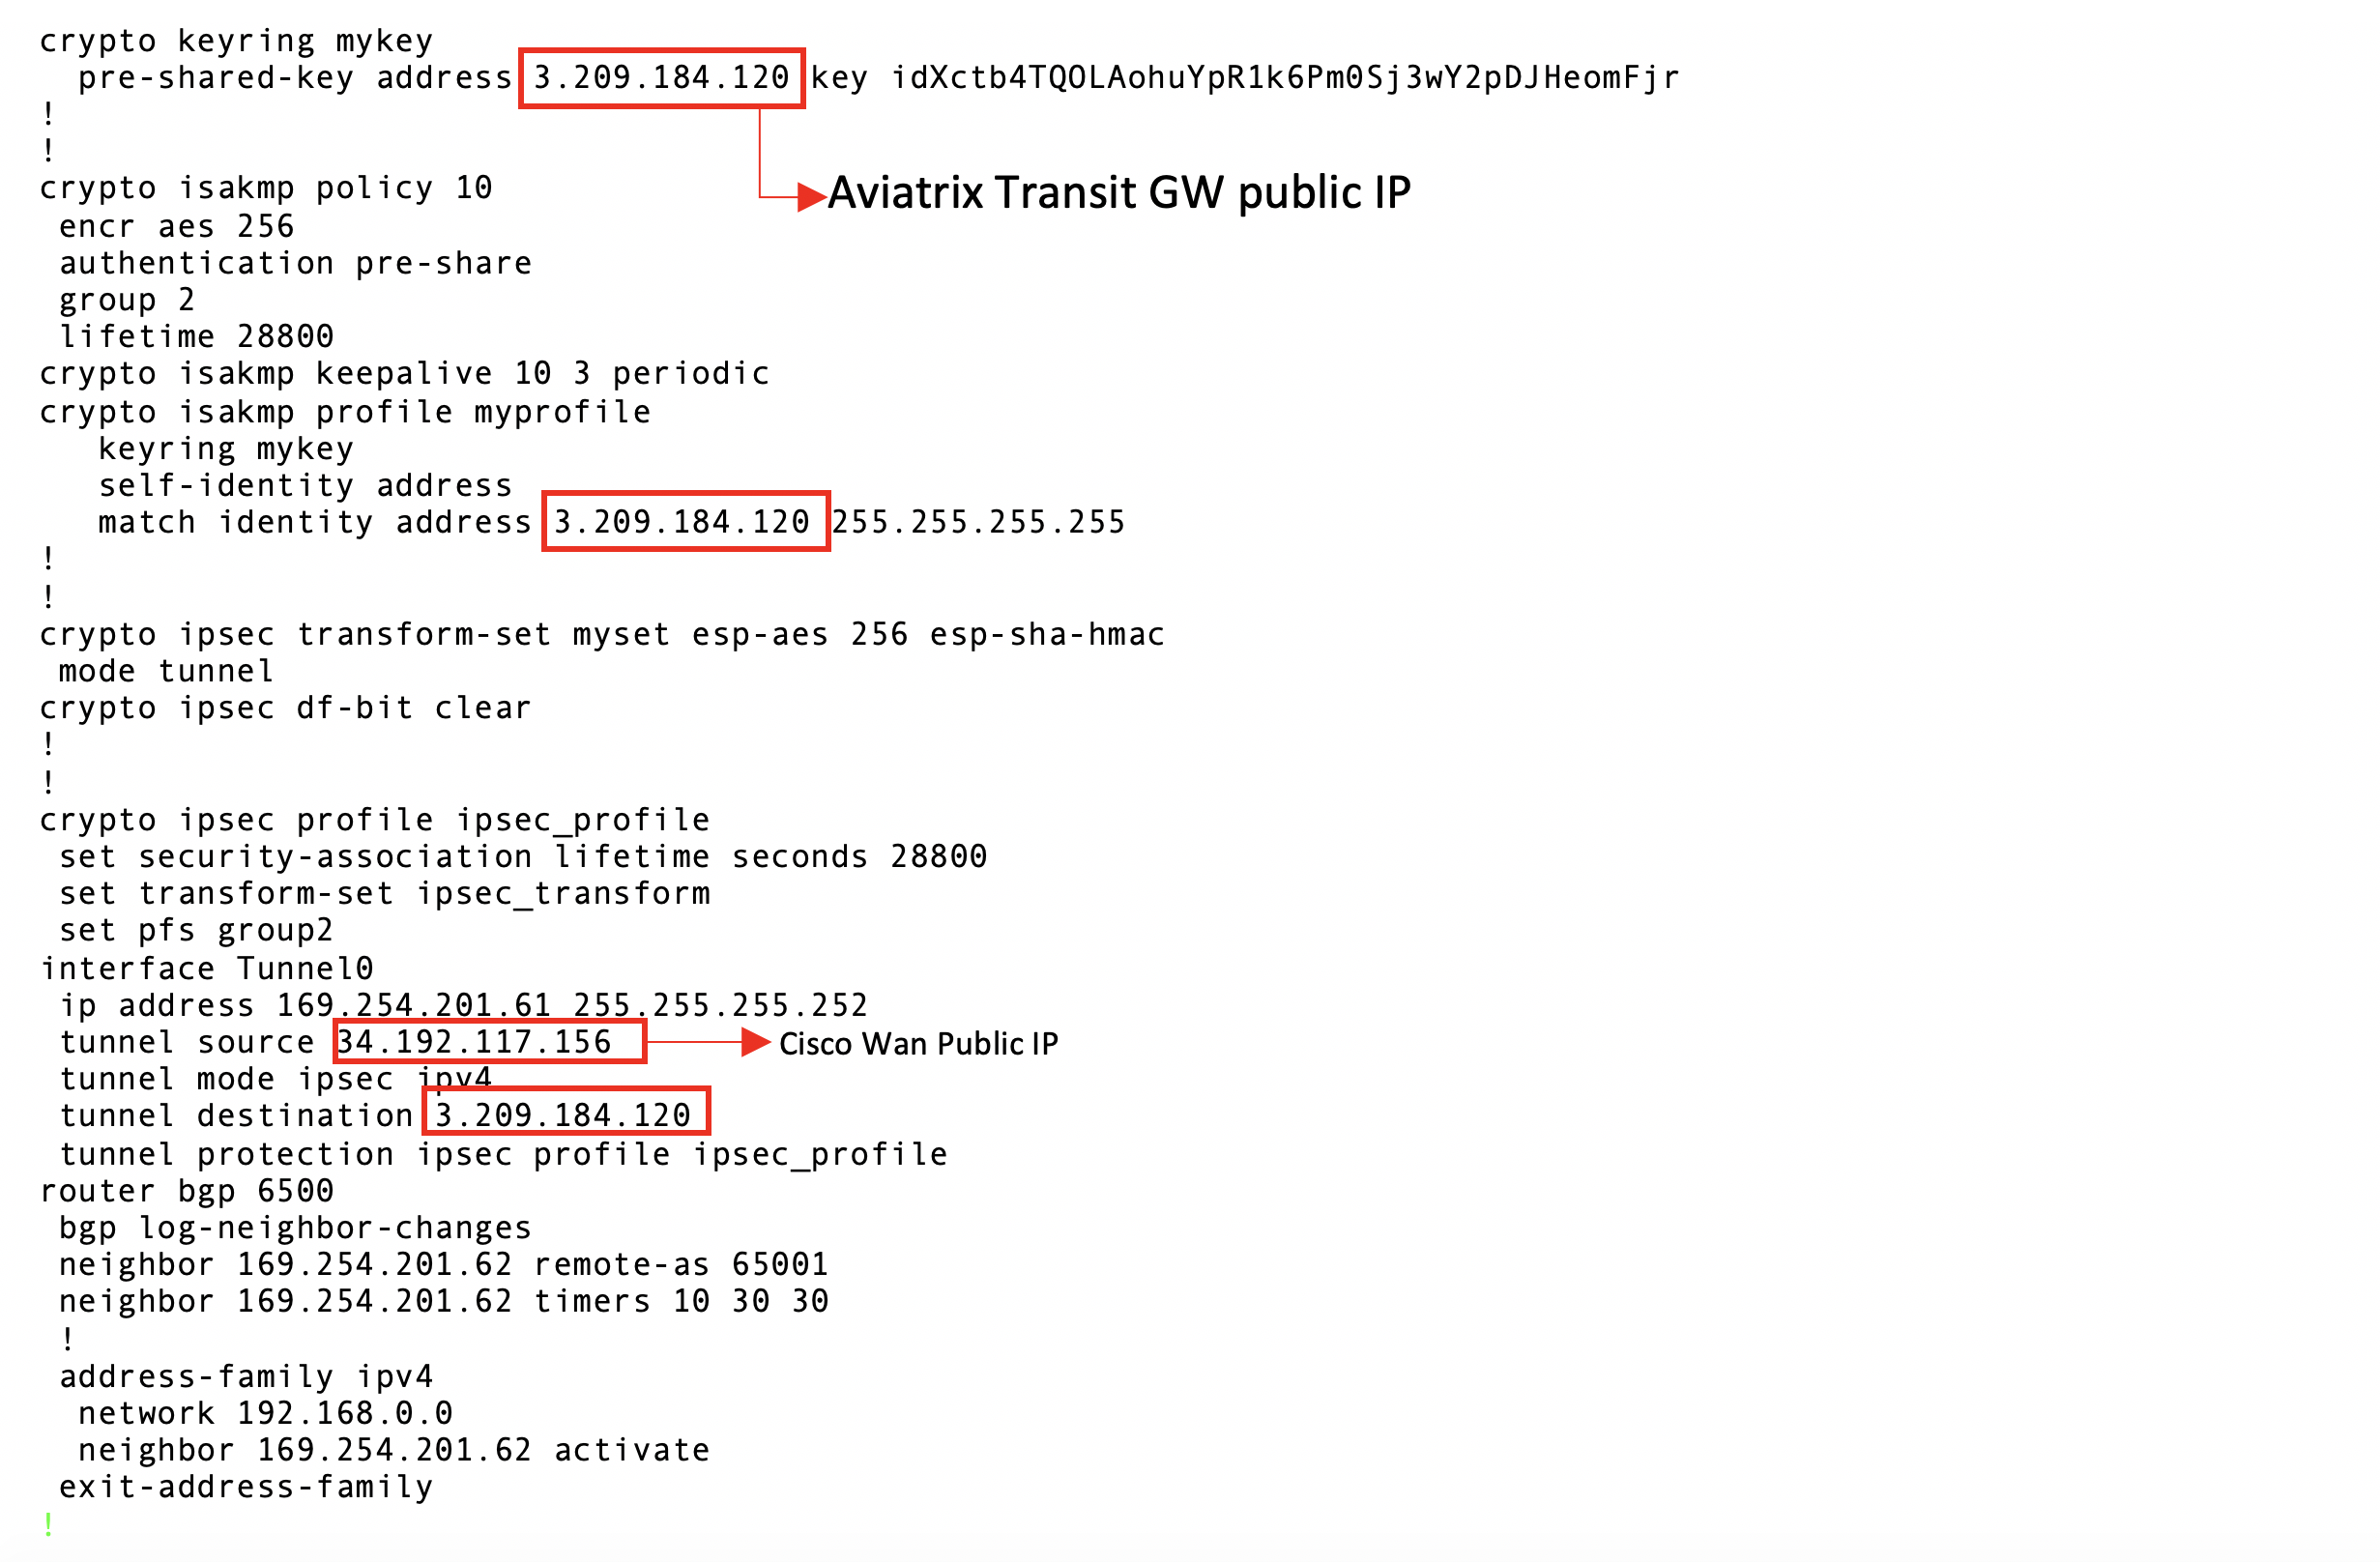 crypto keyring mykey
  pre-shared-key address 3.209.184.120 key idXctb4TQOLAohuYpR1k6Pm0Sj3wY2pDJHeomFjr
!
!
Aviatrix Transit GW public IP
crypto isakmp policy 10
 encr aes 256
 authentication pre-share
 group 2
 lifetime 28800
crypto isakmp keepalive 10 3 periodic
crypto isakmp profile myprofile
   keyring mykey
   self-identity address
   match identity address 3.209.184.120 255.255.255.255
!
!
crypto ipsec transform-set myset esp-aes 256 esp-sha-hmac
 mode tunnel
crypto ipsec df-bit clear
!
!
crypto ipsec profile ipsec_profile
 set security-association lifetime seconds 28800
 set transform-set ipsec_transform
 set pfs group2
interface Tunnel0
 ip address 169.254.201.61 255.255.255.252
 tunnel source 34.192.117.156 Cisco Wan Public IP
 tunnel mode ipsec ipv4
 tunnel destination 3.209.184.120
 tunnel protection ipsec profile ipsec_profile
router bgp 6500
 bgp log-neighbor-changes
 neighbor 169.254.201.62 remote-as 65001
 neighbor 169.254.201.62 timers 10 30 30
 !
 address-family ipv4
  network 192.168.0.0
  neighbor 169.254.201.62 activate
 exit-address-family
!